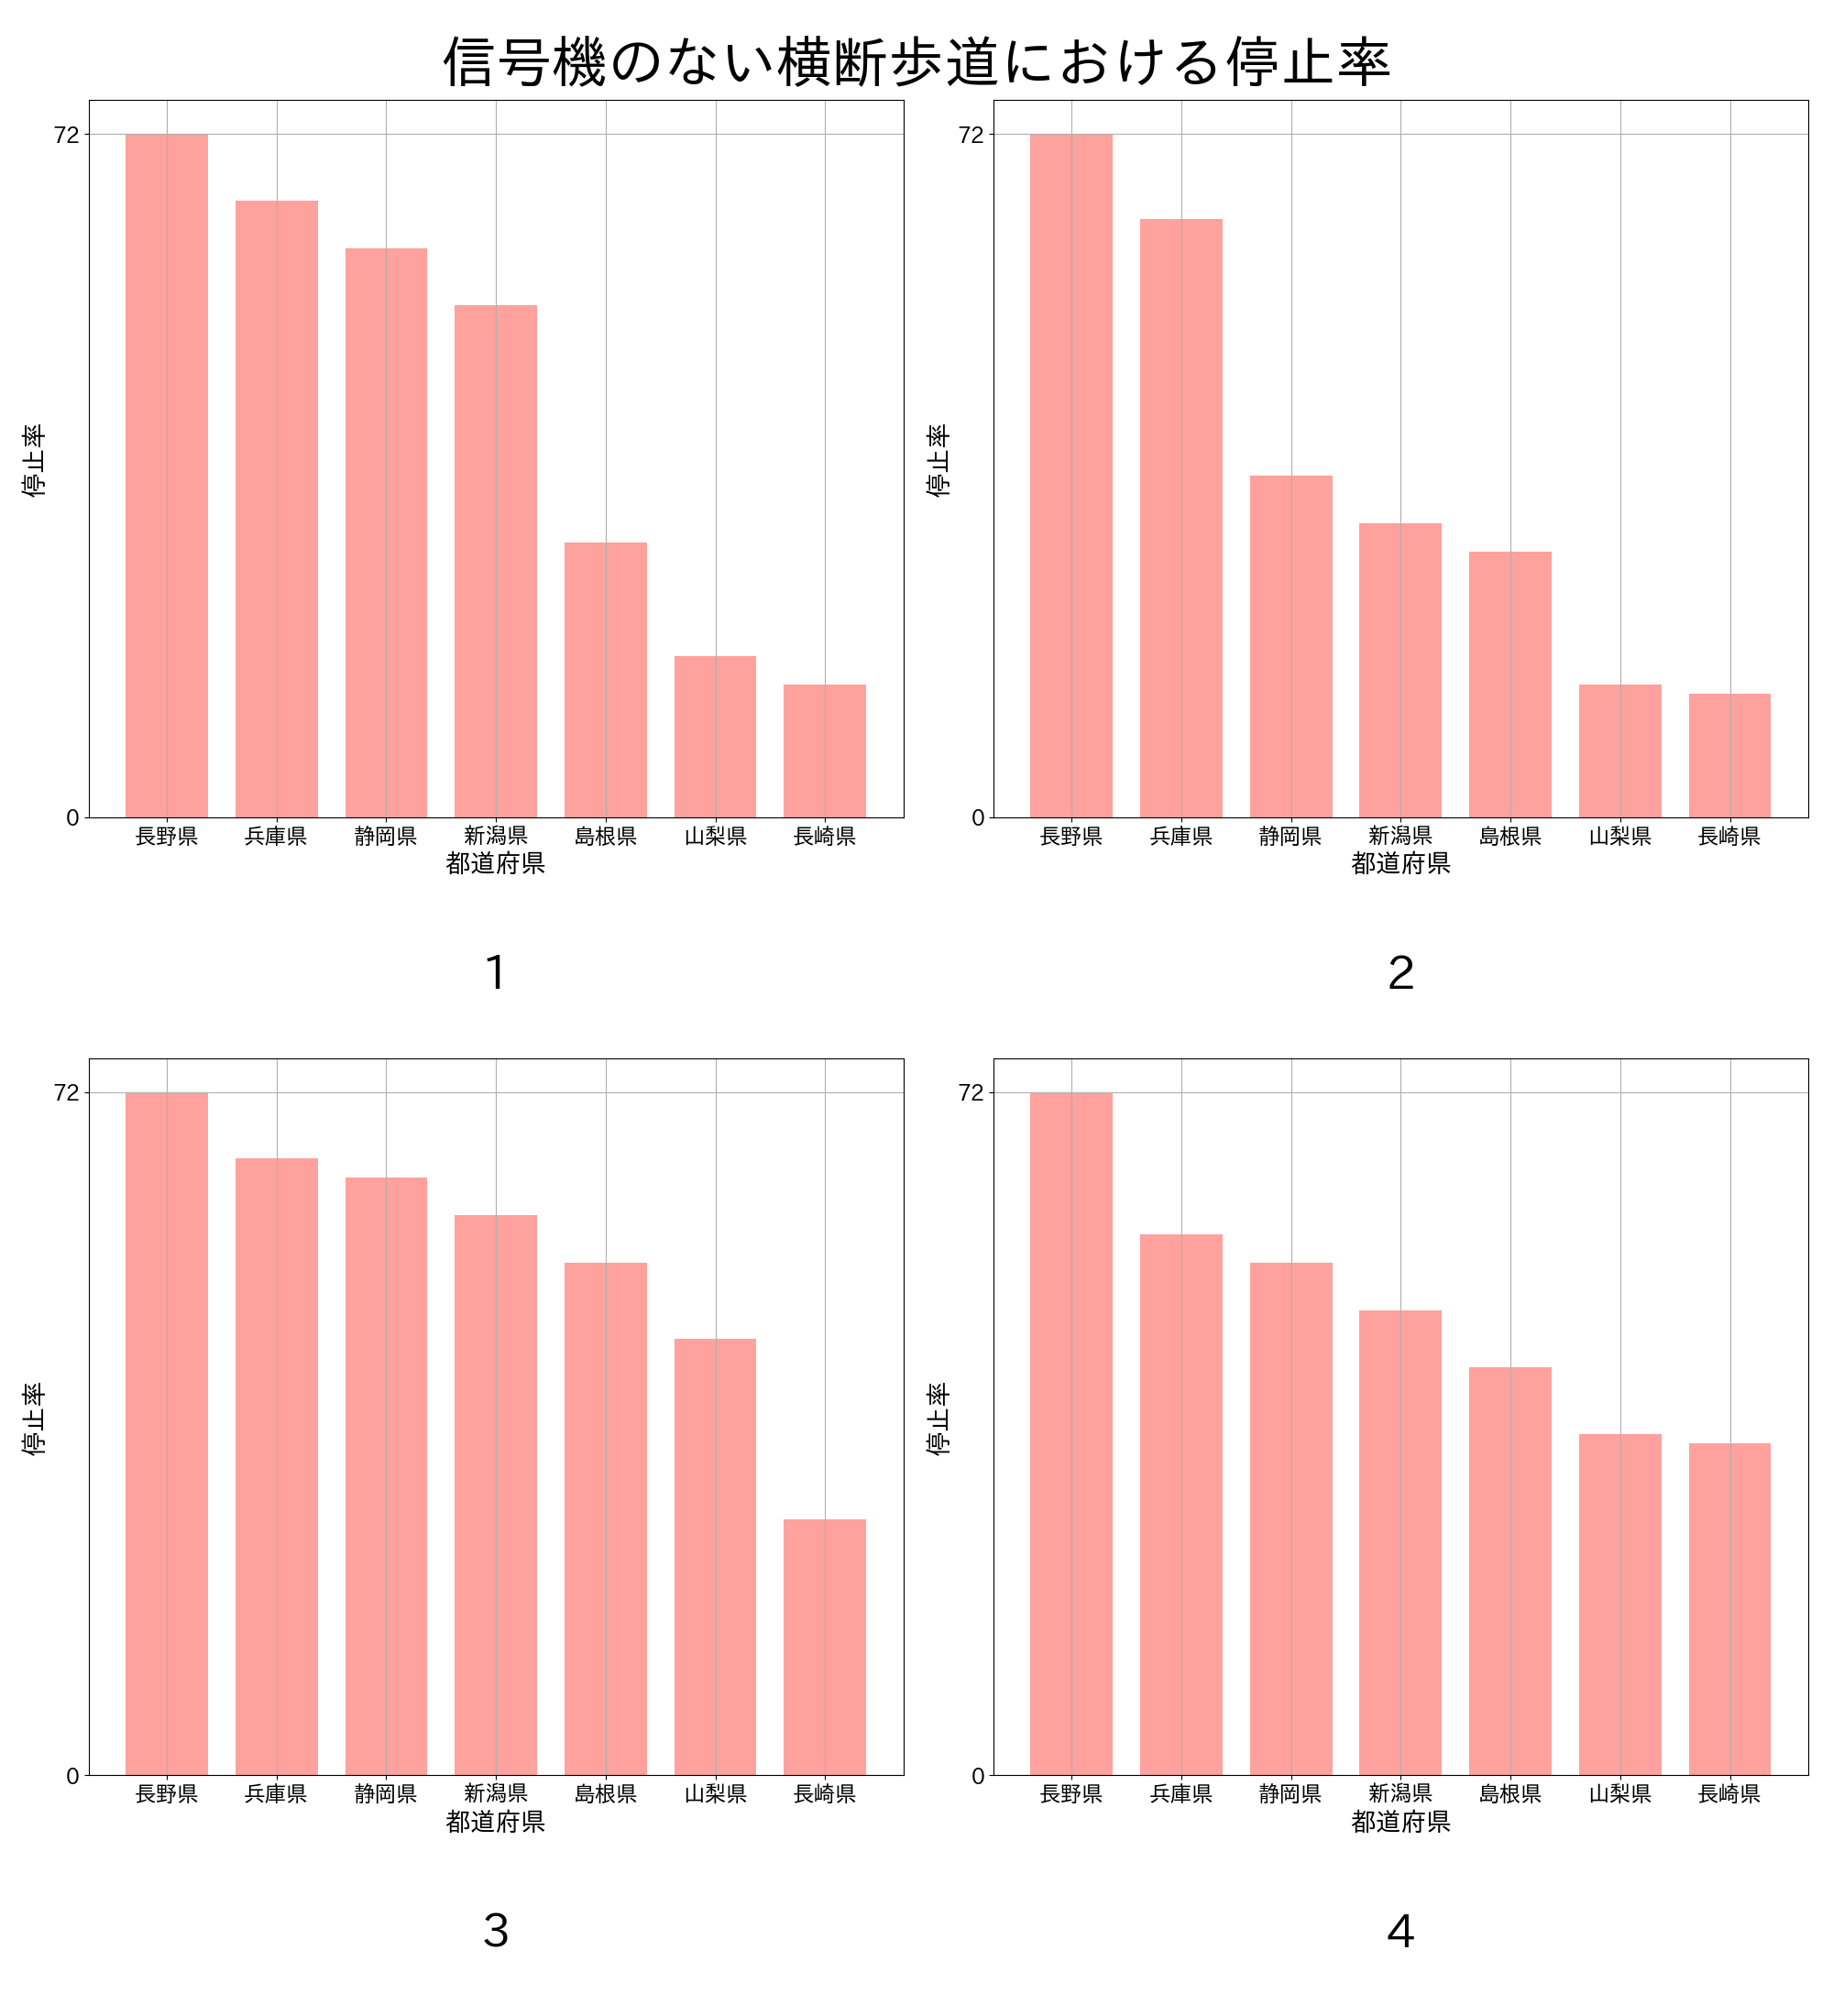 信号機のない横断歩道における停止率
72
0
停止率
長野県 兵庫県 静岡県 新潟県 島根県 山梨県 長崎県
都道府県
1
72
0
停止率
長野県 兵庫県 静岡県 新潟県 島根県 山梨県 長崎県
都道府県
2
72
0
停止率
長野県 兵庫県 静岡県 新潟県 島根県 山梨県 長崎県
都道府県
3
72
0
停止率
長野県 兵庫県 静岡県 新潟県 島根県 山梨県 長崎県
都道府県
4